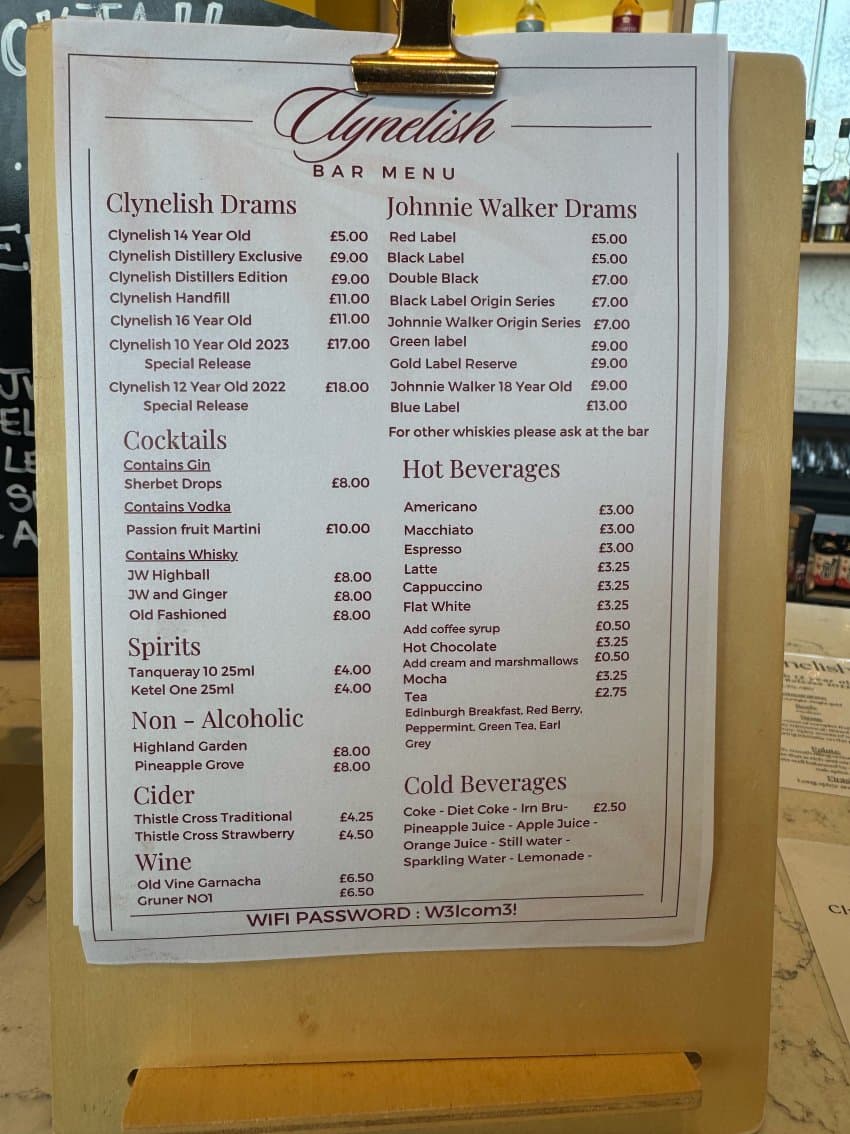 Clynelish
BAR MENU
Clynelish Drams
Clynelish 14 Year Old £5.00
Clynelish Distillery Exclusive £9.00
Clynelish Distillers Edition £9.00
Clynelish Handfill £11.00
Clynelish 16 Year Old £11.00
Clynelish 10 Year Old 2023 £17.00
Special Release
Clynelish 12 Year Old 2022 £18.00
Special Release
Cocktails
Contains Gin
Sherbet Drops £8.00
Contains Vodka
Passion fruit Martini £10.00
Contains Whisky
JW Highball £8.00
JW and Ginger £8.00
Old Fashioned £8.00
Spirits
Tanqueray 10 25ml £4.00
Ketel One 25ml £4.00
Non - Alcoholic
Highland Garden £8.00
Pineapple Grove £8.00
Cider
Thistle Cross Traditional £4.25
Thistle Cross Strawberry £4.50
Wine
Old Vine Garnacha £6.50
Gruner NO1 £6.50
Johnnie Walker Drams
Red Label £5.00
Black Label £5.00
Double Black £7.00
Black Label Origin Series £7.00
Johnnie Walker Origin Series £7.00
Green label £9.00
Gold Label Reserve £9.00
Johnnie Walker 18 Year Old £9.00
Blue Label £13.00
For other whiskies please ask at the bar
Hot Beverages
Americano £3.00
Macchiato £3.00
Espresso £3.00
Latte £3.25
Cappuccino £3.25
Flat White £3.25
Add coffee syrup £0.50
Hot Chocolate £3.25
Add cream and marshmallows £0.50
Mocha £3.25
Tea £2.75
Edinburgh Breakfast, Red Berry,
Peppermint, Green Tea, Earl
Grey
Cold Beverages
Coke - Diet Coke - Irn Bru- £2.50
Pineapple Juice - Apple Juice -
Orange Juice - Still water -
Sparkling Water - Lemonade -
WIFI PASSWORD : W3lcom3!